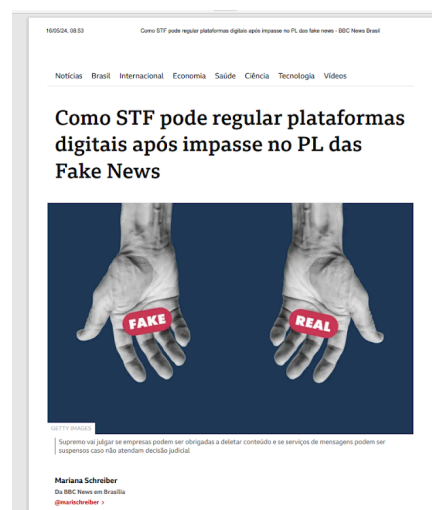 16/05/24, 08:53 Como STF pode regular plataformas digitais após impasse no PL das fake news - BBC News Brasil
Notícias Brasil Internacional Economia Saúde Ciência Tecnologia Vídeos
Como STF pode regular plataformas
digitais após impasse no PL das
Fake News
FAKE REAL
GETTY IMAGES
Supremo vai julgar se empresas podem ser obrigadas a deletar conteúdo e se serviços de mensagens podem ser
suspensos caso não atendam decisão judicial
Mariana Schreiber
Da BBC News em Brasília
@marischreiber >